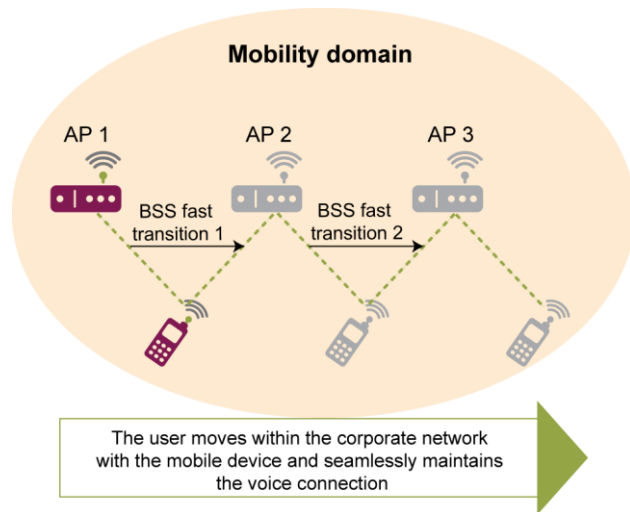 Mobility domain
AP 1
AP 2
AP 3
BSS fast
transition 1
BSS fast
transition 2
The user moves within the corporate network
with the mobile device and seamlessly maintains
the voice connection